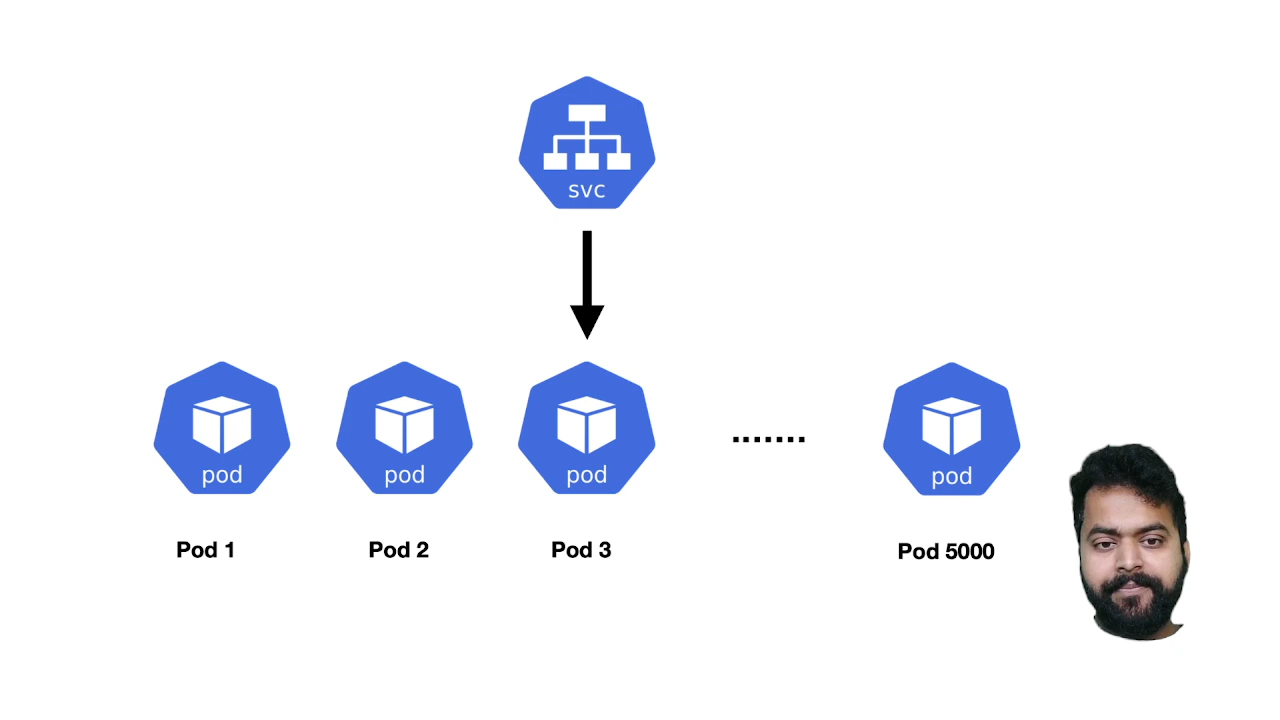 svc
pod
pod
pod
.......
pod
Pod 1
Pod 2
Pod 3
Pod 5000